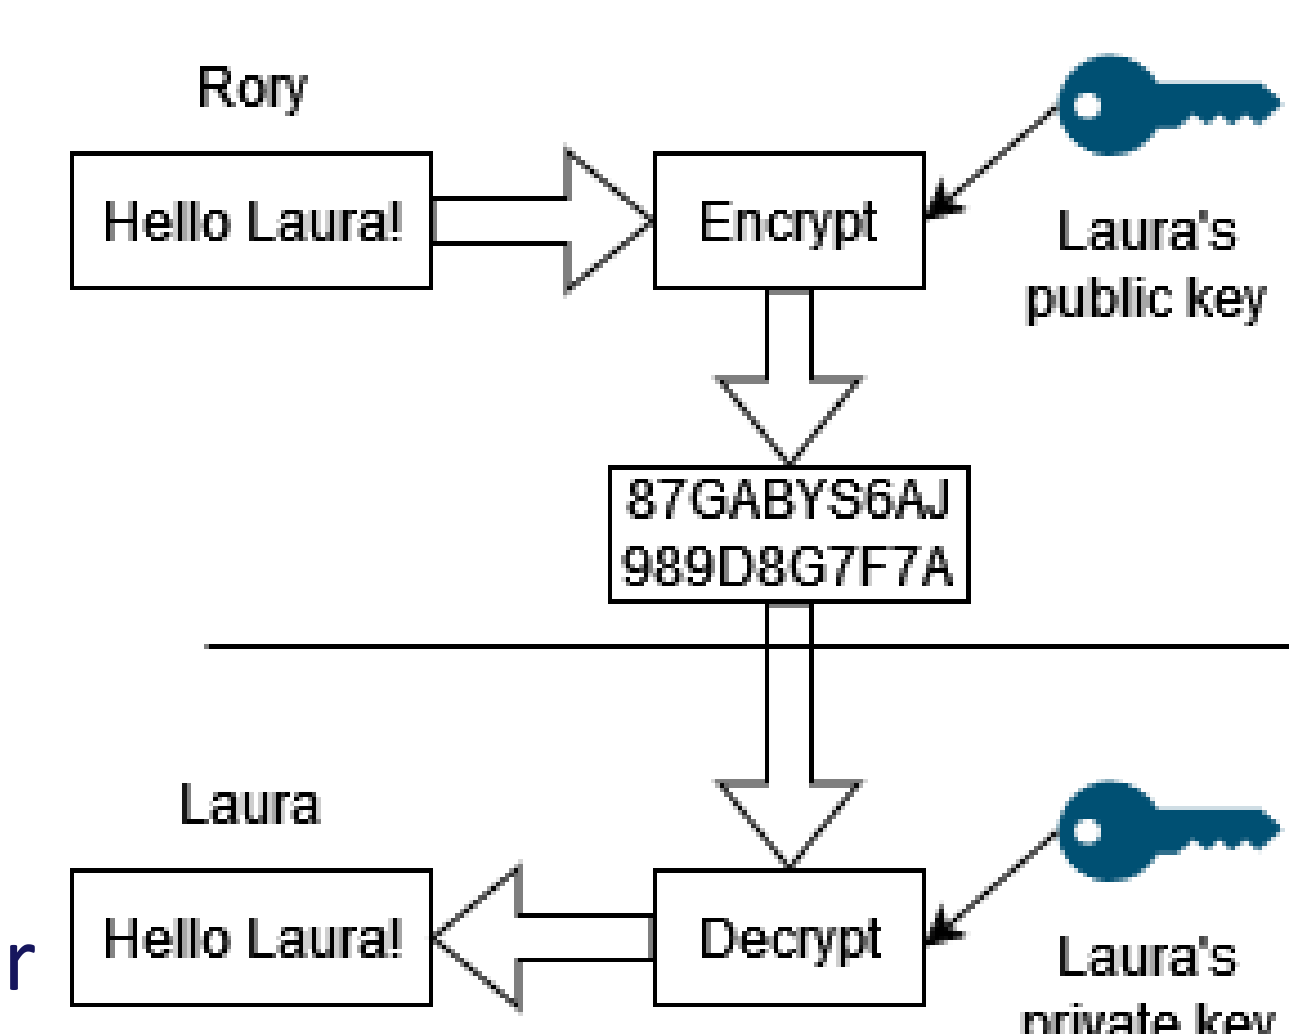 Rory
Hello Laura!
Encrypt
Laura's
public key
87GABYS6AJ
989D8G7F7A
Laura
r
Hello Laura!
Decrypt
Laura's
private key